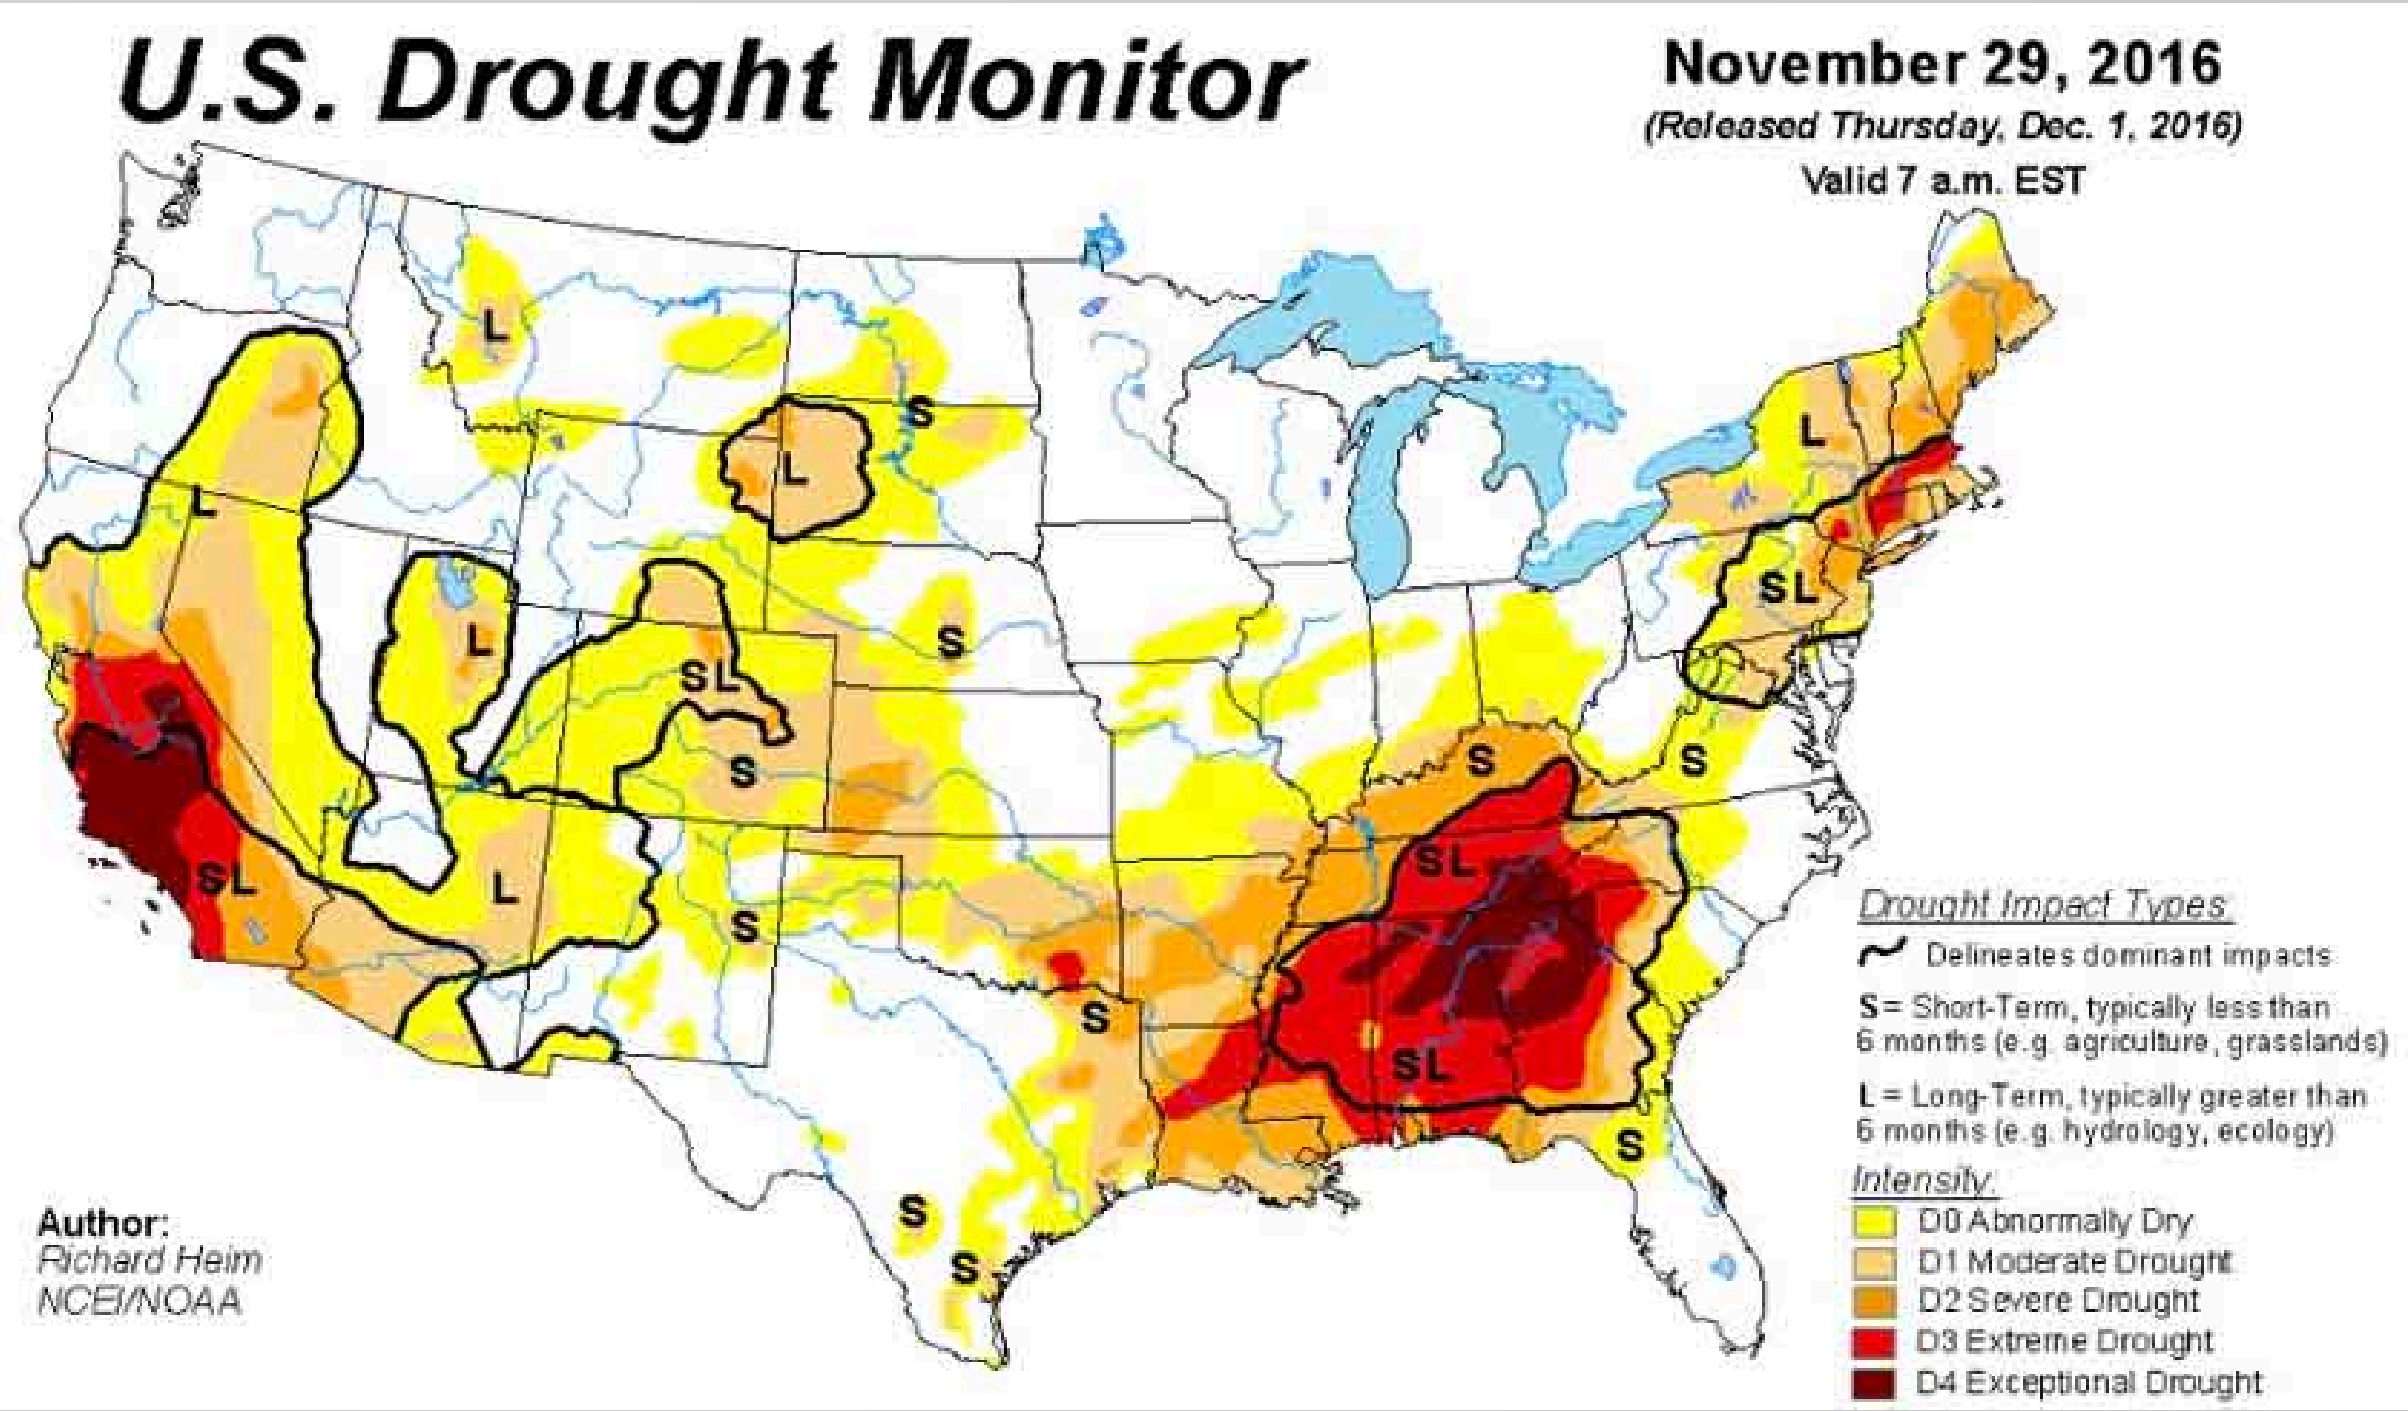 U.S. Drought Monitor
November 29, 2016
(Released Thursday, Dec. 1, 2016)
Valid 7 a.m. EST
L
S
L
L
L
SL
L
S
SL
S
S
S
SL
SL
L
S
S
SL
S
S
S
Author:
Richard Heim
NCEI/NOAA
Drought Impact Types:
Delineates dominant impacts
S = Short-Term, typically less than
6 months (e.g. agriculture, grasslands)
L = Long-Term, typically greater than
6 months (e.g. hydrology, ecology)
Intensity:
D0 Abnormally Dry
D1 Moderate Drought
D2 Severe Drought
D3 Extreme Drought
D4 Exceptional Drought